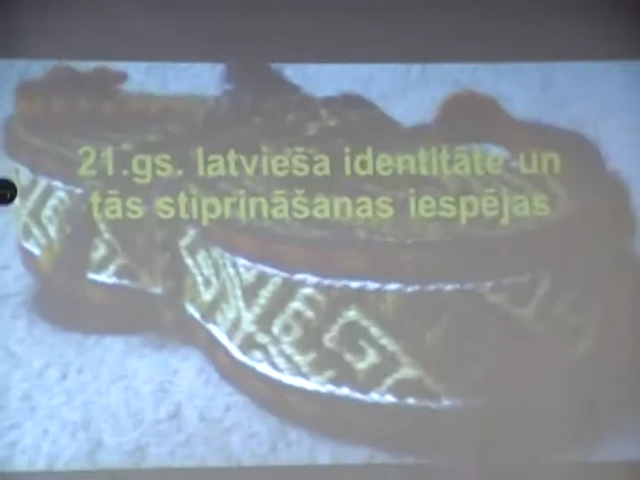 21.gs. latvieša identitāte un
tās stiprināšanas iespējas